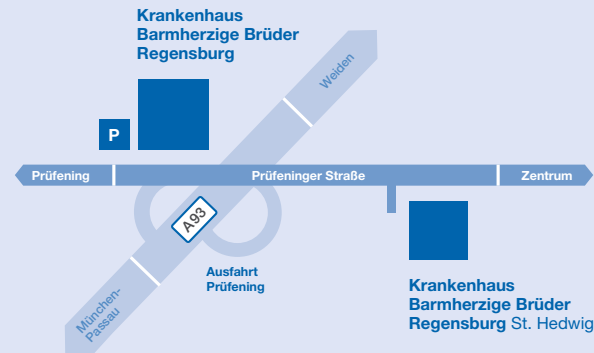 Krankenhaus
Barmherzige Brüder
Regensburg
Weiden
P
Prüfening
Prüfeninger Straße
Zentrum
A93
Ausfahrt
Prüfening
München-
Passau
Krankenhaus
Barmherzige Brüder
Regensburg St. Hedwig